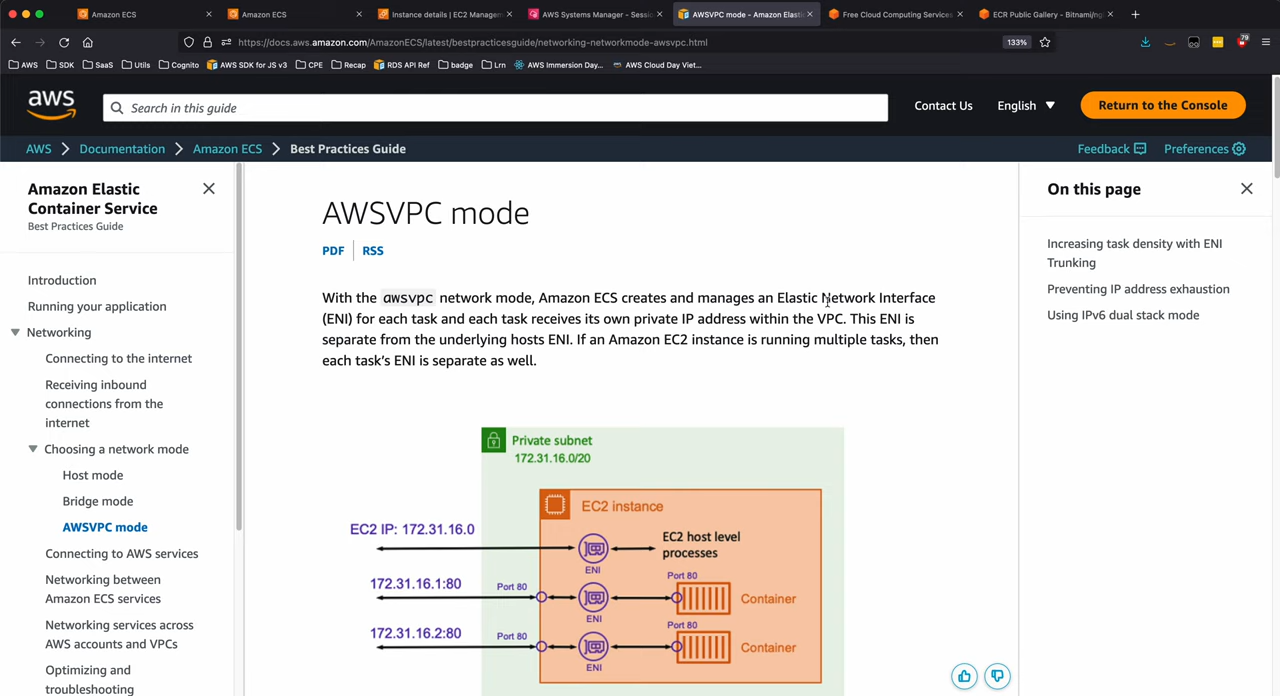 Amazon ECS
Amazon ECS
Instance details | EC2 Managem
AWS Systems Manager - Sessi
AWSVPC mode - Amazon Elasti
Free Cloud Computing Services
ECR Public Gallery - Bitnami/ng
https://docs.aws.amazon.com/AmazonECS/latest/bestpracticesguide/networking-networkmode-awsvpc.html
133%
79
AWS
SDK
SaaS
Utils
Cognito
AWS SDK for JS v3
CPE
Recap
RDS API Ref
badge
Lrn
AWS Immersion Day...
AWS Cloud Day Viet...
aws
Search in this guide
Contact Us
English
Return to the Console
AWS
Documentation
Amazon ECS
Best Practices Guide
Feedback
Preferences
Amazon Elastic
Container Service
Best Practices Guide
Introduction
Running your application
Networking
Connecting to the internet
Receiving inbound
connections from the
internet
Choosing a network mode
Host mode
Bridge mode
AWSVPC mode
Connecting to AWS services
Networking between
Amazon ECS services
Networking services across
AWS accounts and VPCs
Optimizing and
troubleshooting
AWSVPC mode
PDF
RSS
With the awsvpc network mode, Amazon ECS creates and manages an Elastic Network Interface
(ENI) for each task and each task receives its own private IP address within the VPC. This ENI is
separate from the underlying hosts ENI. If an Amazon EC2 instance is running multiple tasks, then
each task's ENI is separate as well.
Private subnet
172.31.16.0/20
EC2 instance
EC2 IP: 172.31.16.0
EC2 host level
processes
ENI
172.31.16.1:80
Port 80
Port 80
Container
ENI
172.31.16.2:80
Port 80
Port 80
Container
ENI
On this page
Increasing task density with ENI
Trunking
Preventing IP address exhaustion
Using IPv6 dual stack mode